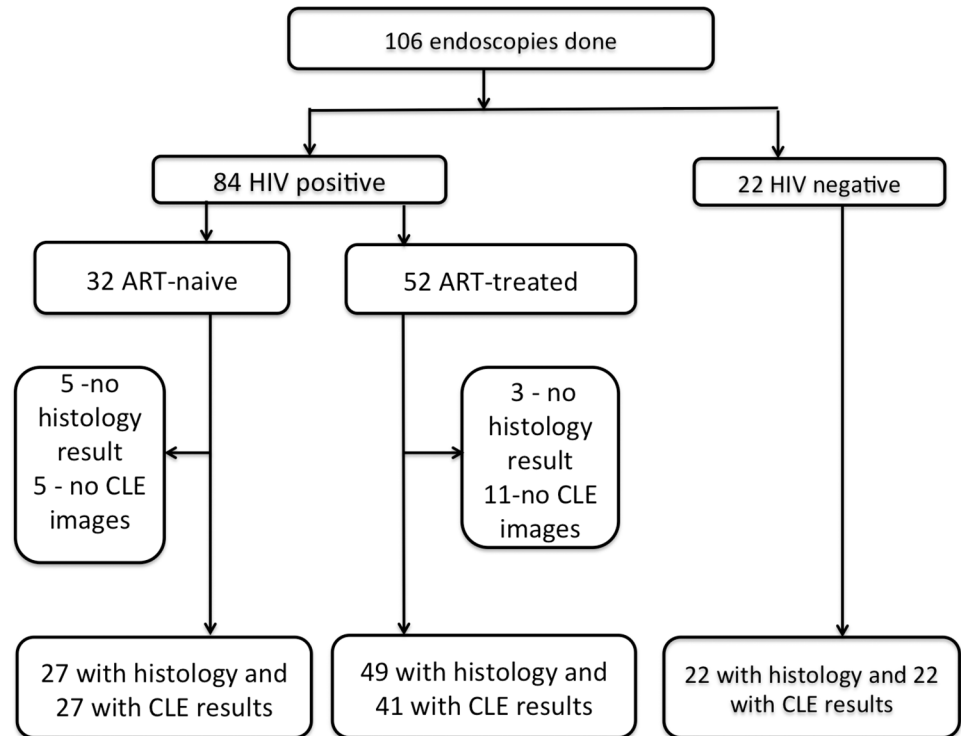 106 endoscopies done
84 HIV positive
22 HIV negative
32 ART-naive
52 ART-treated
5 -no
histology
result
5 - no CLE
images
3 - no
histology
result
11-no CLE
images
27 with histology and
27 with CLE results
49 with histology and
41 with CLE results
22 with histology and 22
with CLE results